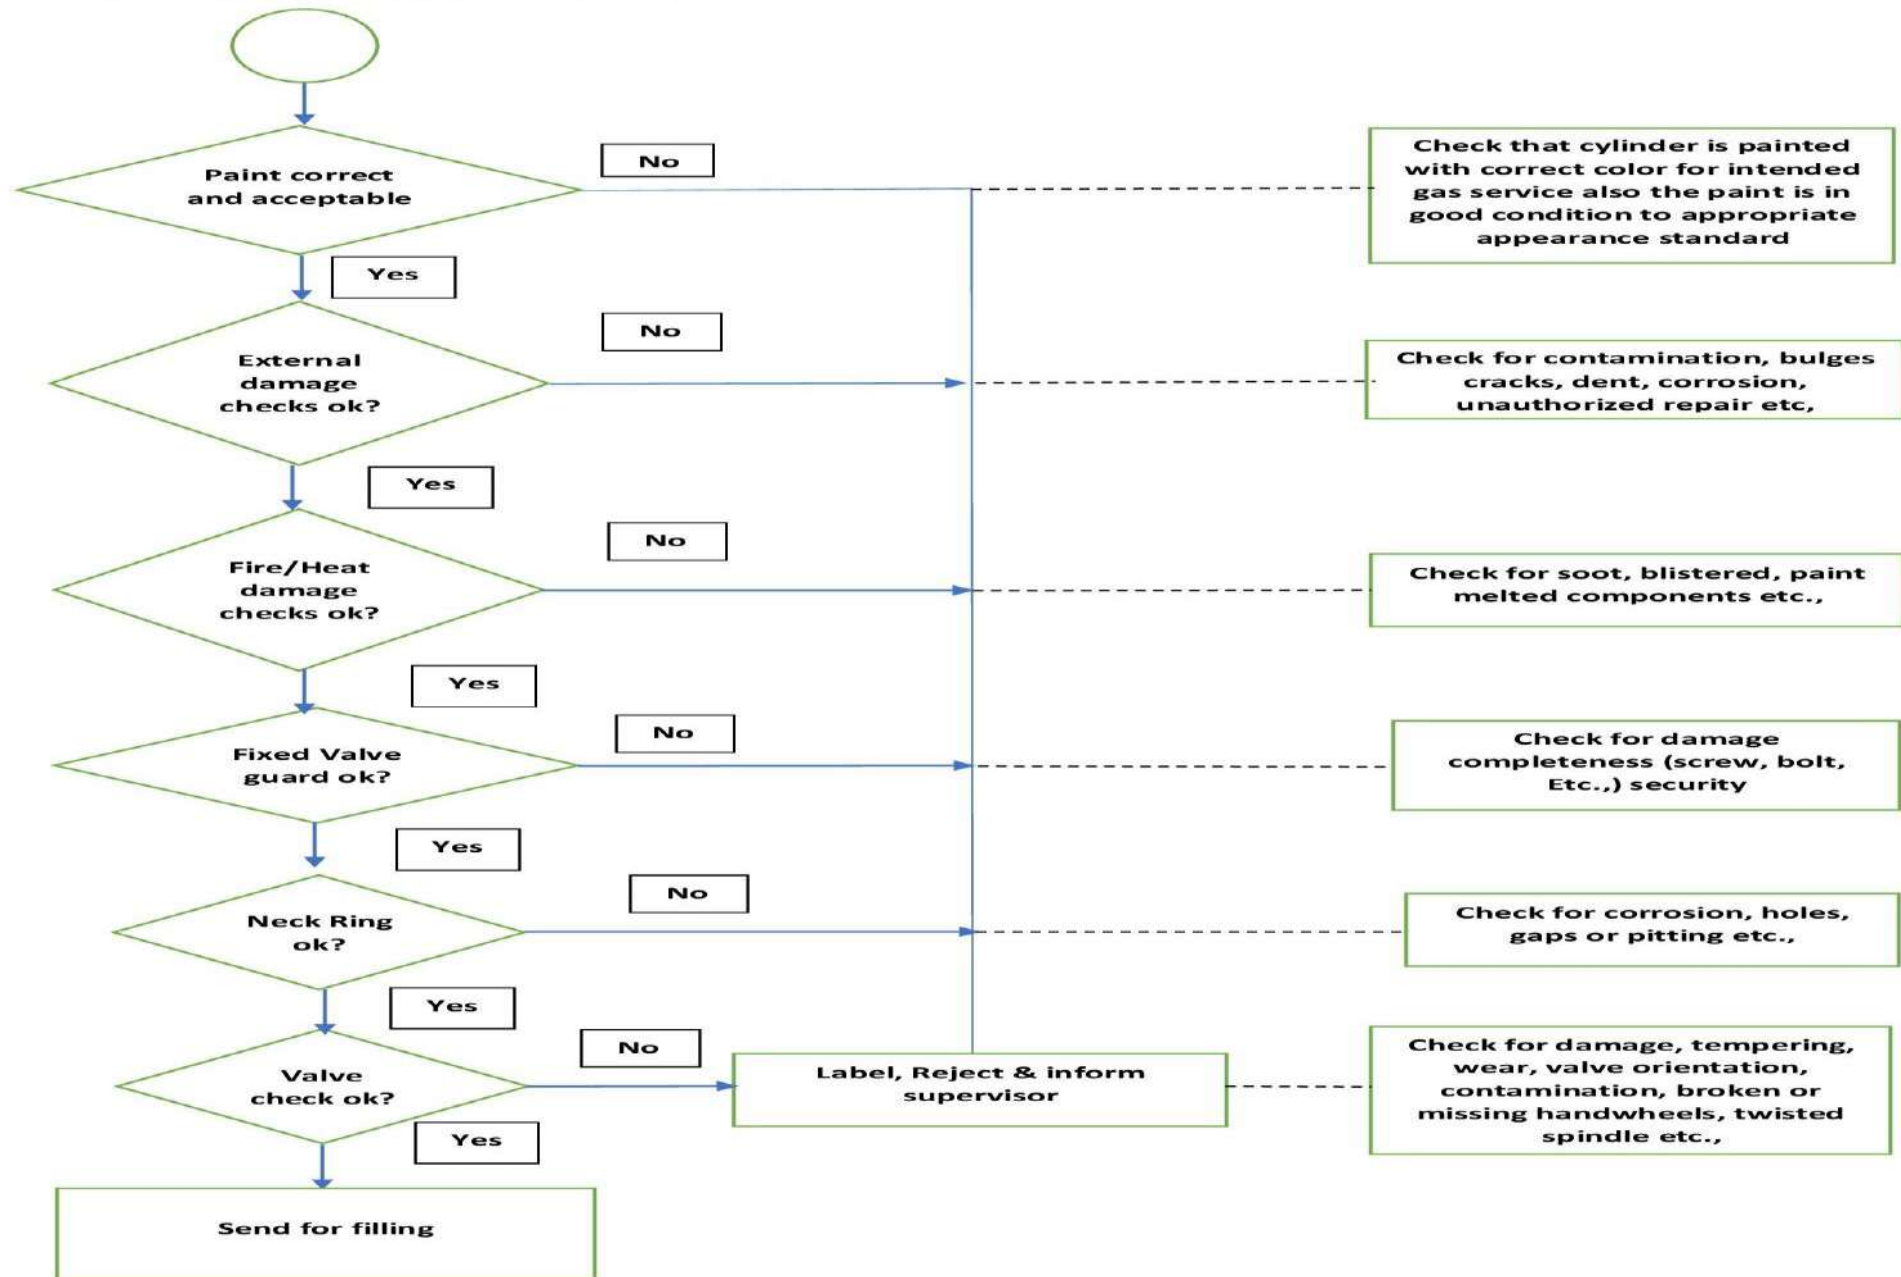 Paint correct
and acceptable
No
Check that cylinder is painted
with correct color for intended
gas service also the paint is in
good condition to appropriate
appearance standard
Yes
External
damage
checks ok?
No
Check for contamination, bulges
cracks, dent, corrosion,
unauthorized repair etc,
Yes
Fire/Heat
damage
checks ok?
No
Check for soot, blistered, paint
melted components etc.,
Yes
Fixed Valve
guard ok?
No
Check for damage
completeness (screw, bolt,
Etc.,) security
Yes
Neck Ring
ok?
No
Check for corrosion, holes,
gaps or pitting etc.,
Yes
Valve
check ok?
No
Label, Reject & inform
supervisor
Check for damage, tempering,
wear, valve orientation,
contamination, broken or
missing handwheels, twisted
spindle etc.,
Yes
Send for filling